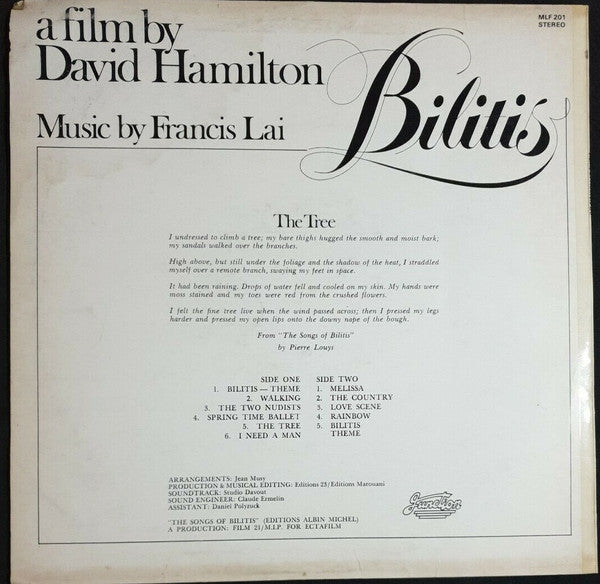 a film by
David Hamilton
MLF 201
STEREO
Bilitis
Music by Francis Lai
The Tree
I undressed to climb a tree; my bare thighs hugged the smooth and moist bark;
my sandals walked over the branches.
High above, but still under the foliage and the shadow of the heat, I straddled
myself over a remote branch, swaying my feet in space.
It had been raining. Drops of water fell and cooled on my skin. My hands were
moss stained and my toes were red from the crushed flowers.
I felt the fine tree live when the wind passed across; then I pressed my legs
harder and pressed my open lips onto the downy nape of the bough.
From "The Songs of Bilitis"
by Pierre Louys
SIDE ONE
1. BILITIS — THEME
2. WALKING
3. THE TWO NUDISTS
4. SPRING TIME BALLET
5. THE TREE
6. I NEED A MAN
SIDE TWO
1. MELISSA
2. THE COUNTRY
3. LOVE SCENE
4. RAINBOW
5. BILITIS
THEME
ARRANGEMENTS: Jean Musy
PRODUCTION & MUSICAL EDITING: Editions 23/Editions Marouani
SOUNDTRACK: Studio Davout
SOUND ENGINEER: Claude Ermelin
ASSISTANT: Daniel Polyzuck
"THE SONGS OF BILITIS" (EDITIONS ALBIN MICHEL)
A PRODUCTION: FILM 21/M.I.P. FOR ECTAFILM
Junction